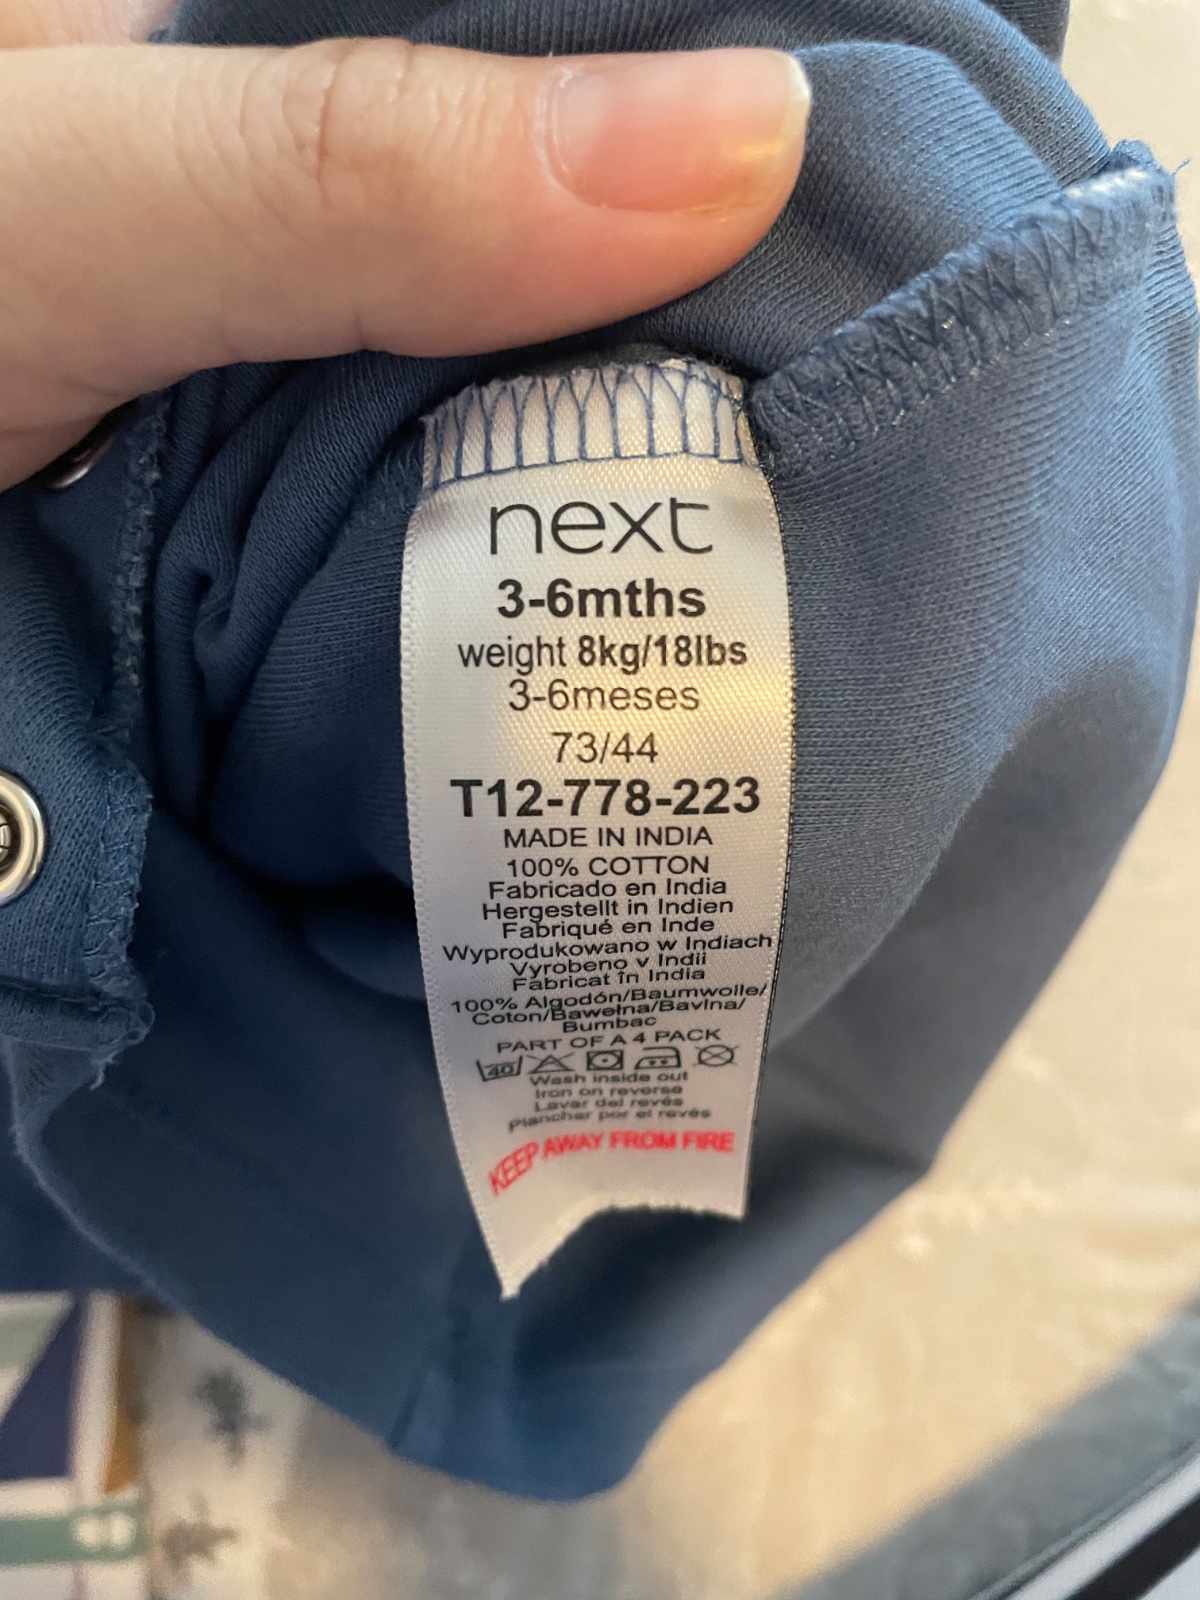 next
3-6mths
weight 8kg/18lbs
3-6meses
73/44
T12-778-223
MADE IN INDIA
100% COTTON
Fabricado en India
Hergestellt in Indien
Fabriqué en Inde
Wyprodukowano w Indiach
Vyrobeno v Indii
Fabricat în India
100% Algodón/Baumwolle/
Coton/Bawełna/Bavlna/
Bumbac
PART OF A 4 PACK
40
Wash inside out
Iron on reverse
Lavar del revés
Planchar por el revés
KEEP AWAY FROM FIRE